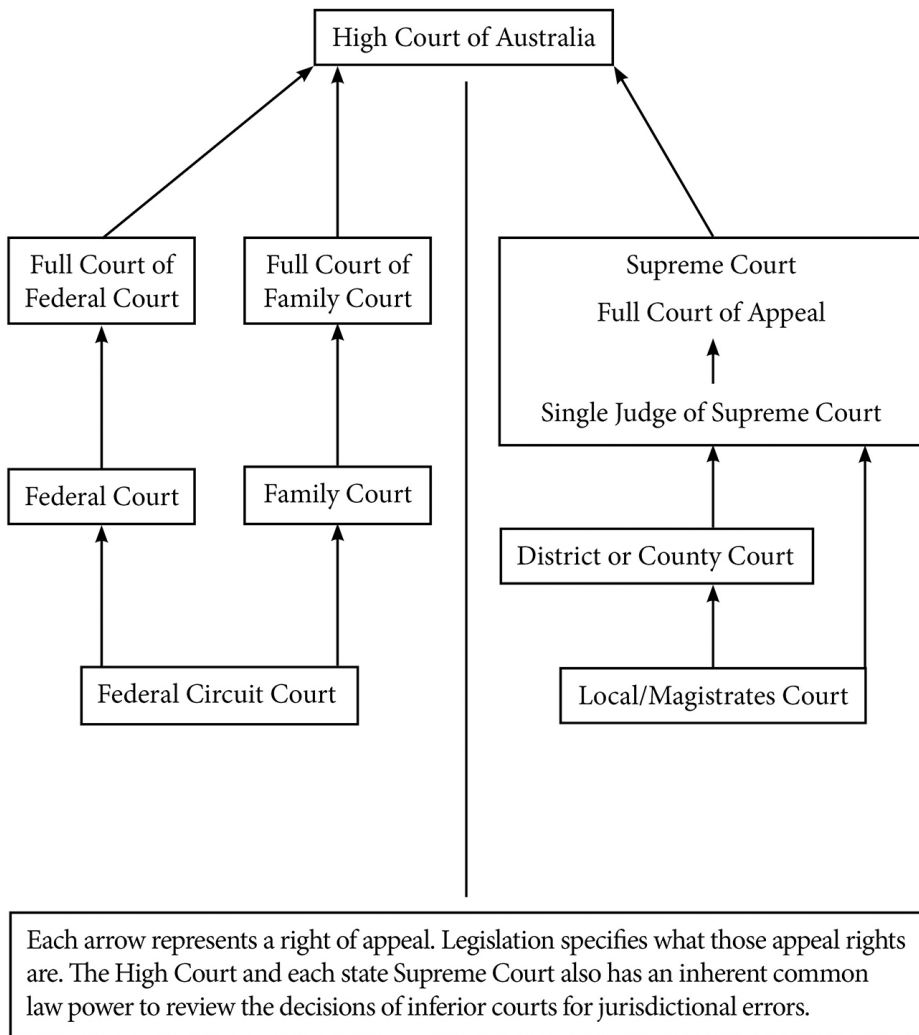 High Court of Australia
Full Court of
Federal Court
Full Court of
Family Court
Supreme Court
Full Court of Appeal
Single Judge of Supreme Court
Federal Court
Family Court
District or County Court
Federal Circuit Court
Local/Magistrates Court
Each arrow represents a right of appeal. Legislation specifies what those appeal rights
are. The High Court and each state Supreme Court also has an inherent common
law power to review the decisions of inferior courts for jurisdictional errors.